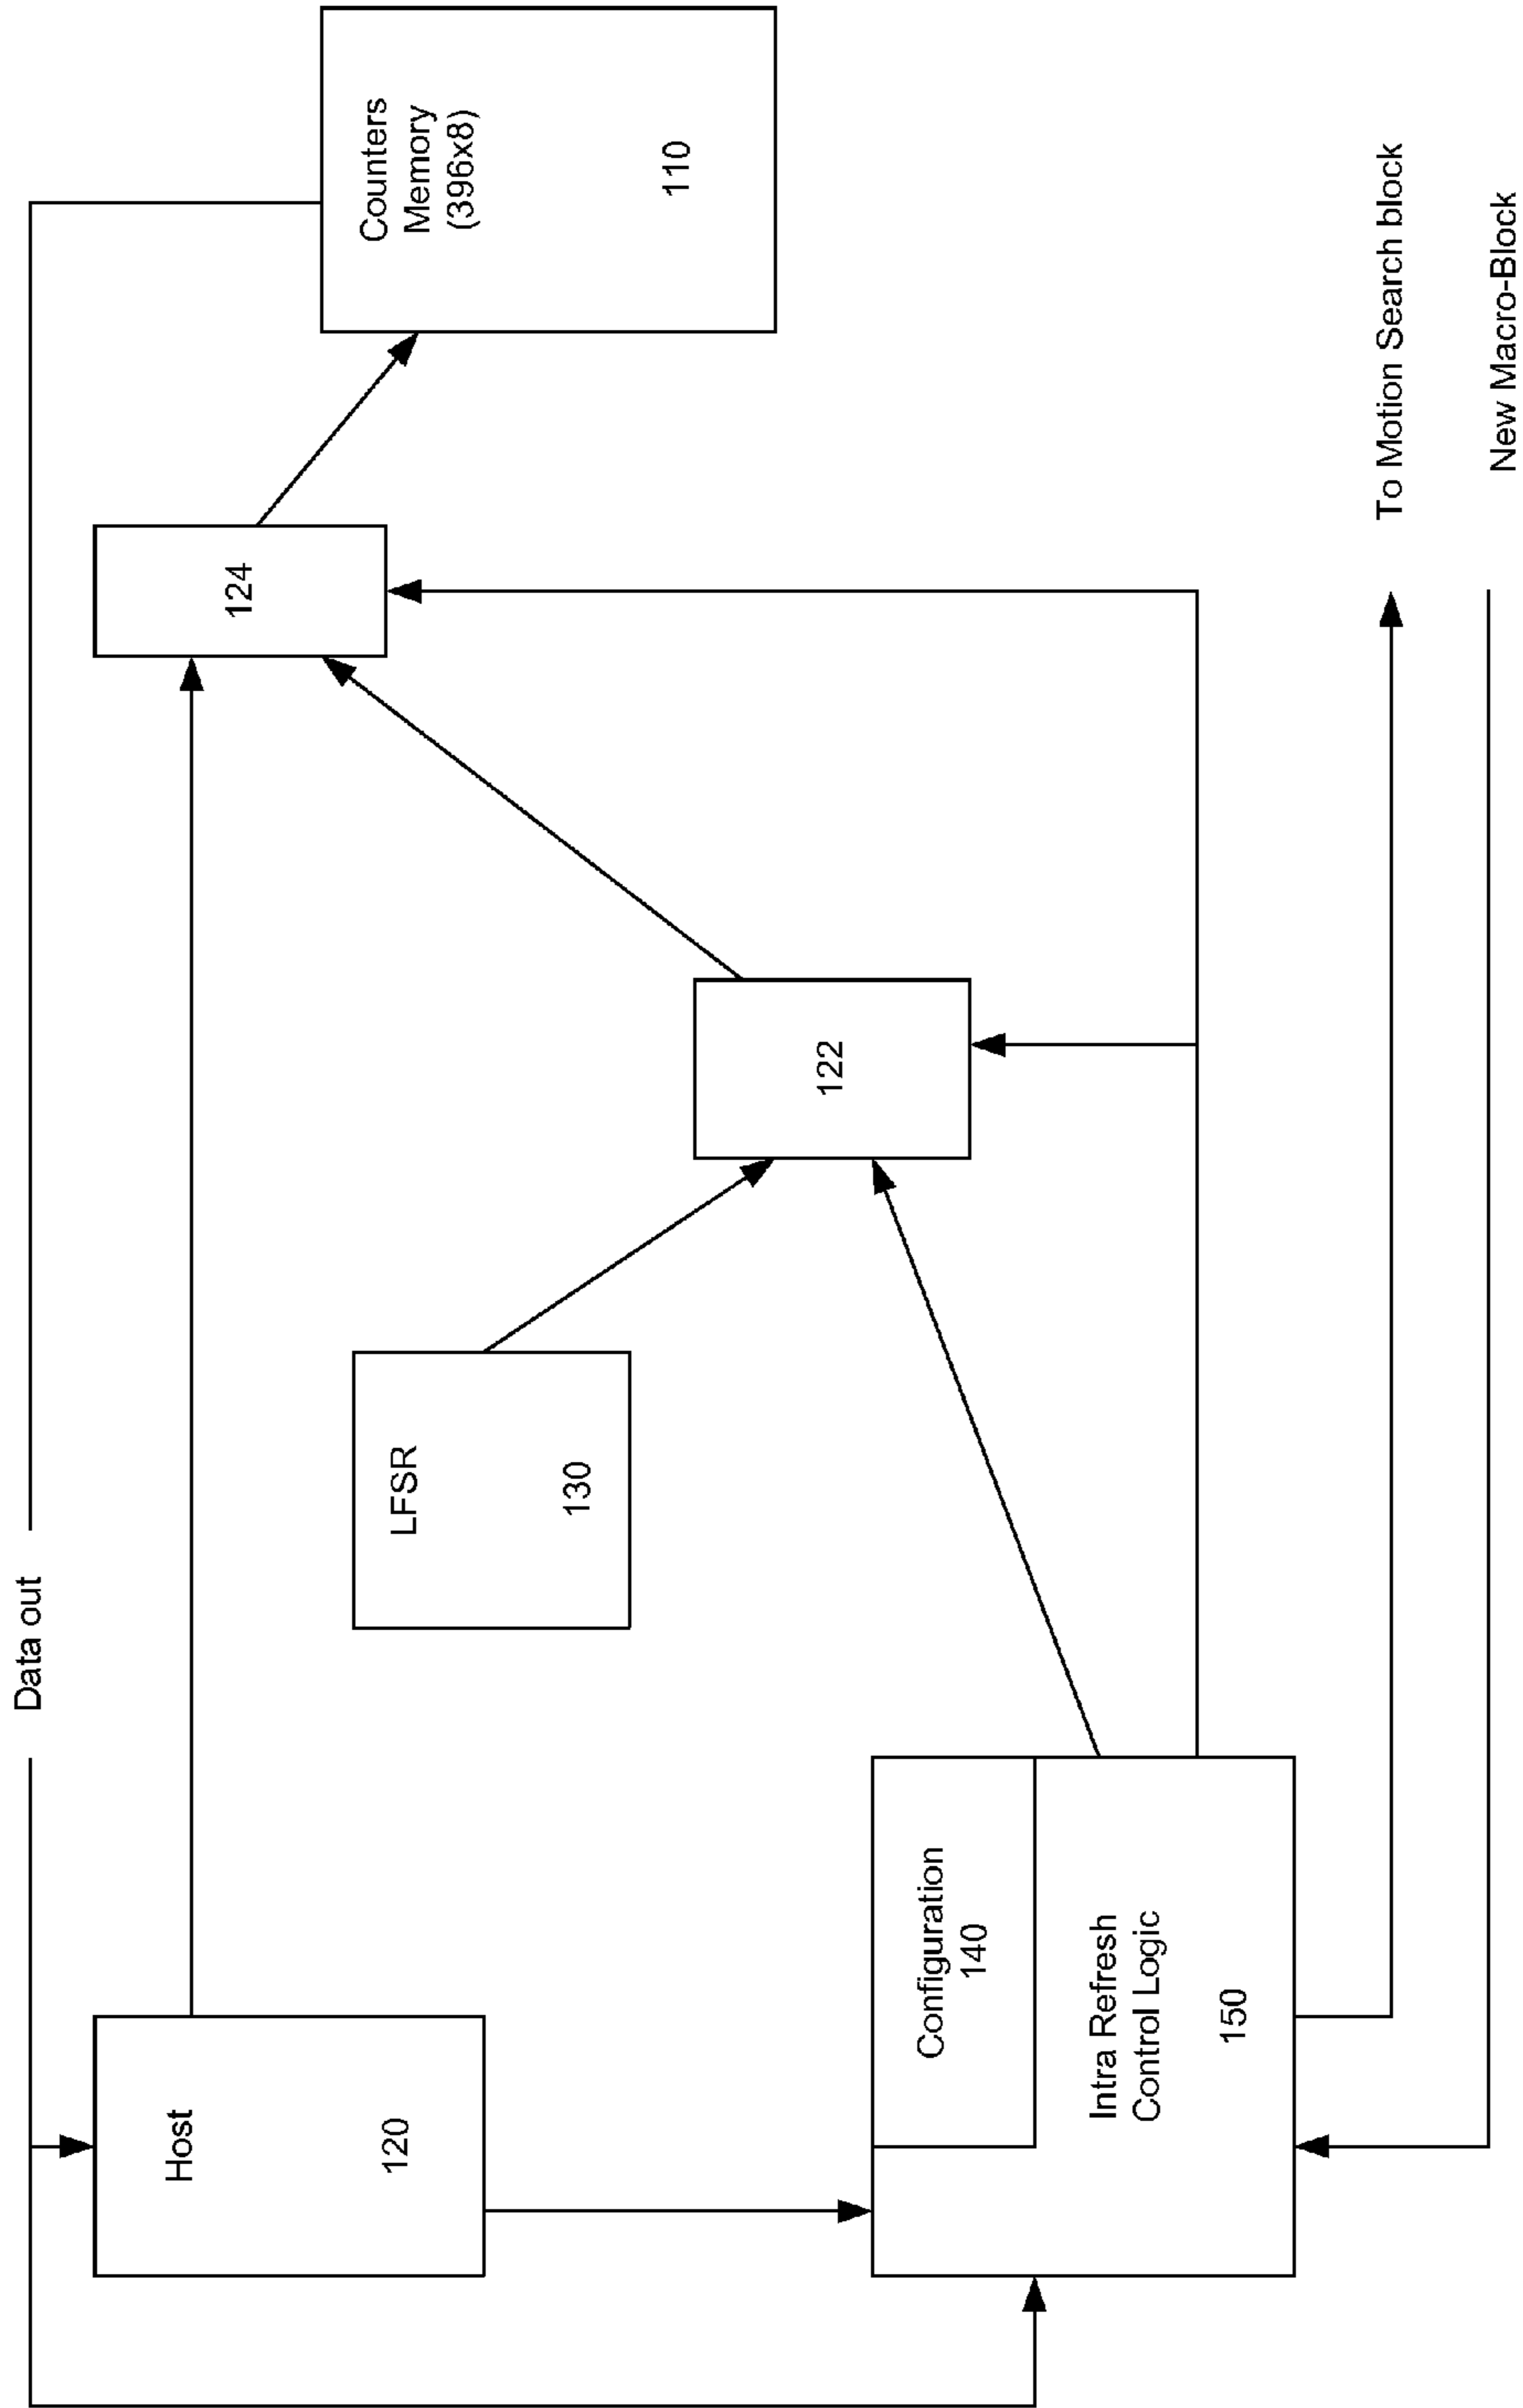 Data out
Host
120
124
Counters
Memory
(396x8)
110
LFSR
130
122
Configuration
140
Intra Refresh
Control Logic
150
To Motion Search block
New Macro-Block